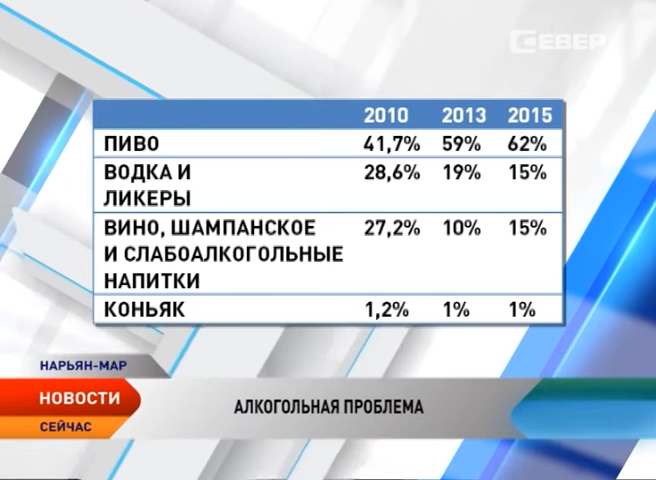 СЕВЕР
2010 2013 2015
ПИВО 41,7% 59% 62%
ВОДКА И 28,6% 19% 15%
ЛИКЕРЫ
ВИНО, ШАМПАНСКОЕ 27,2% 10% 15%
И СЛАБОАЛКОГОЛЬНЫЕ
НАПИТКИ
КОНЬЯК 1,2% 1% 1%
НАРЬЯН-МАР
НОВОСТИ
АЛКОГОЛЬНАЯ ПРОБЛЕМА
СЕЙЧАС